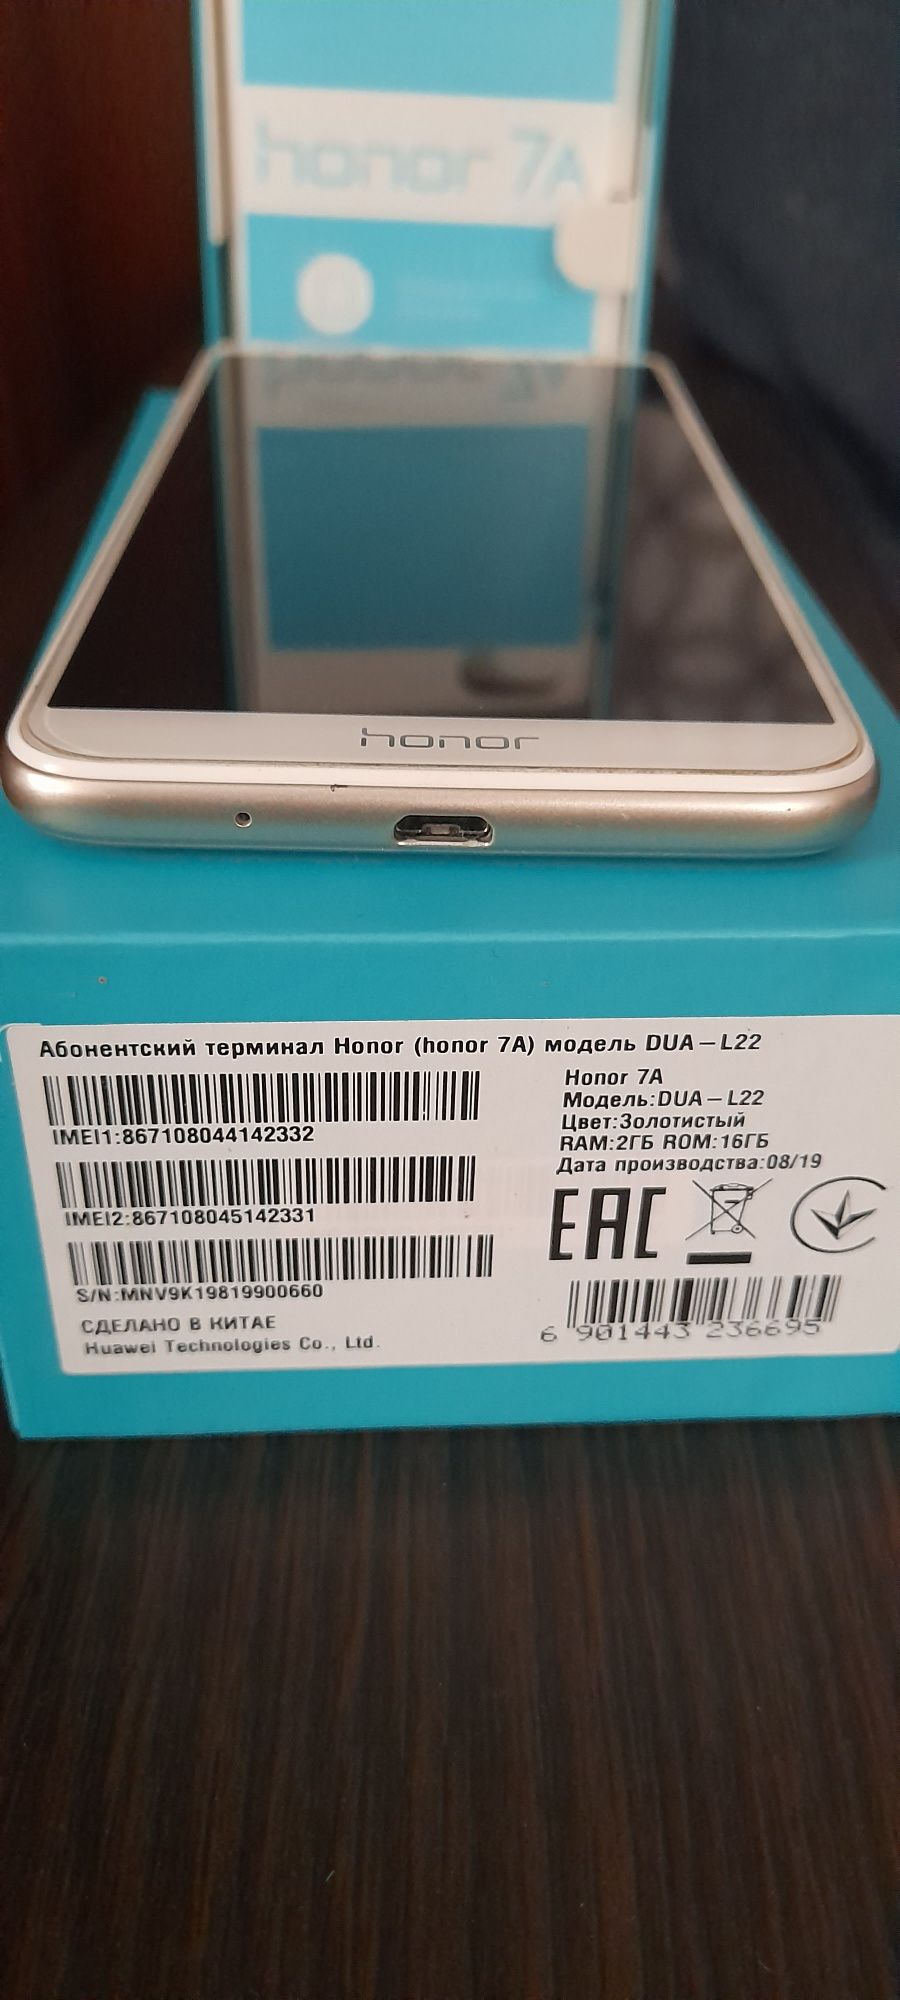 honor 7A
honor
Абонентский терминал Honor (honor 7A) модель DUA-L22
IMEI1:867108044142332
IMEI2:867108045142331
S/N:MNV9K19819900660
СДЕЛАНО В КИТАЕ
Huawei Technologies Co., Ltd.
Honor 7A
Модель:DUA-L22
Цвет:Золотистый
RAM:2ГБ ROM:16ГБ
Дата производства:08/19
EAC
6 901443 236695